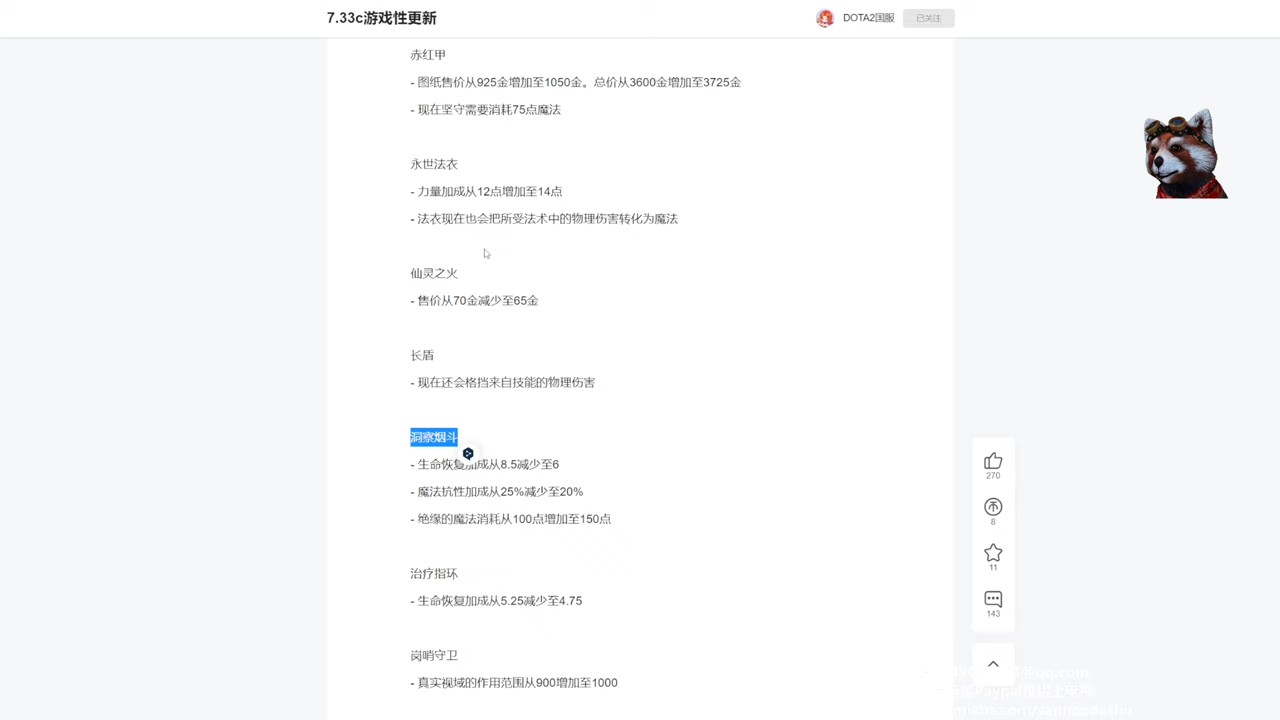 7.33c游戏性更新
DOTA2国服
已关注
赤红甲
- 图纸售价从925金增加至1050金。总价从3600金增加至3725金
- 现在坚守需要消耗75点魔法
永世法衣
- 力量加成从12点增加至14点
- 法衣现在也会把所受法术中的物理伤害转化为魔法
仙灵之火
- 售价从70金减少至65金
长盾
- 现在还会格挡来自技能的物理伤害
洞察烟斗
- 生命恢复加成从8.5减少至6
- 魔法抗性加成从25%减少至20%
- 绝缘的魔法消耗从100点增加至150点
治疗指环
- 生命恢复加成从5.25减少至4.75
岗哨守卫
- 真实视域的作用范围从900增加至1000
270
8
11
143